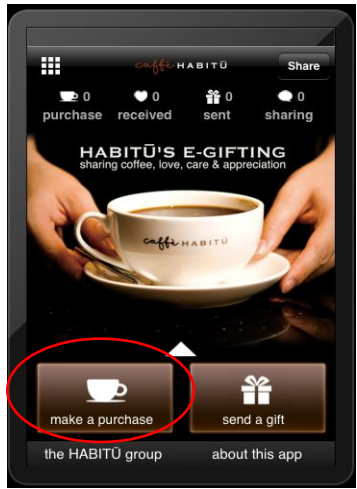 caffè HABITŪ Share
0 0 0 0
purchase received sent sharing
HABITŪ'S E-GIFTING
sharing coffee, love, care & appreciation
caffè HABITŪ
make a purchase send a gift
the HABITŪ group about this app